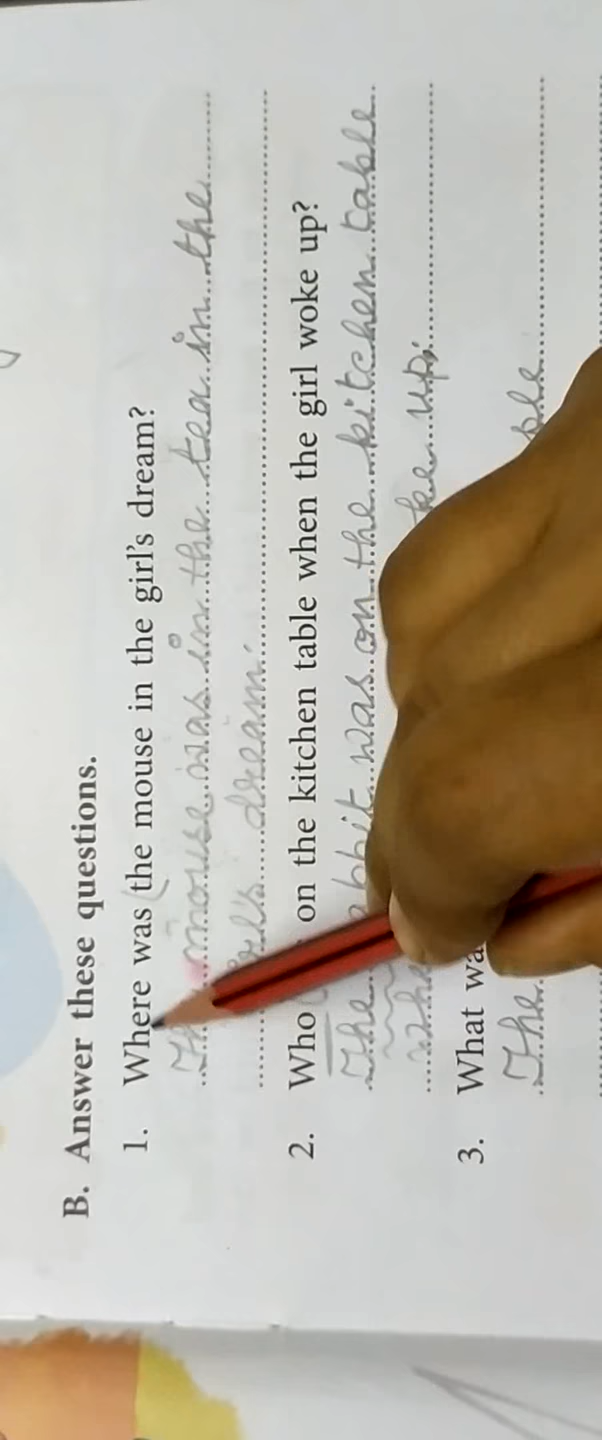 B. Answer these questions.
1. Where was the mouse in the girl's dream?
mouse was in the tea in the
dream.
2. Who on the kitchen table when the girl woke up?
The was on the kitchen table
up.
3. What
The